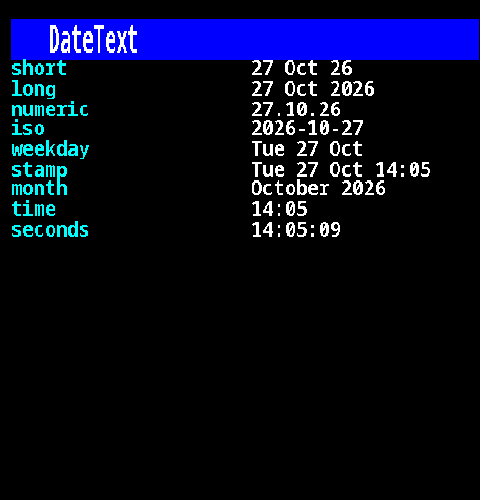 DateText
short 27 Oct 26
long 27 Oct 2026
numeric 27.10.26
iso 2026-10-27
weekday Tue 27 Oct
stamp Tue 27 Oct 14:05
month October 2026
time 14:05
seconds 14:05:09